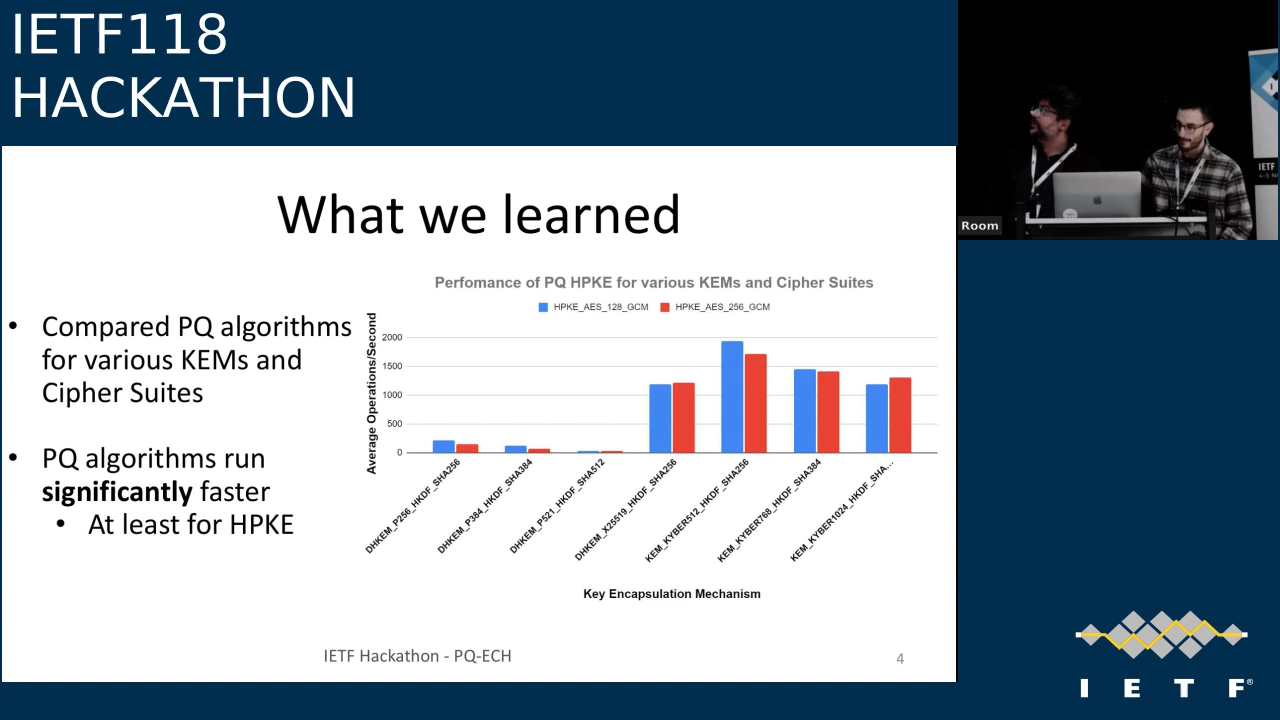 IETF118
HACKATHON
What we learned
• Compared PQ algorithms
for various KEMs and
Cipher Suites
• PQ algorithms run
significantly faster
• At least for HPKE
Perfomance of PQ HPKE for various KEMs and Cipher Suites
HPKE_AES_128_GCM HPKE_AES_256_GCM
Average Operations/Second
2000
1500
1000
500
0
DHKEM_P256_HKDF_SHA256
DHKEM_P384_HKDF_SHA384
DHKEM_P521_HKDF_SHA512
DHKEM_X25519_HKDF_SHA256
KEM_KYBER512_HKDF_SHA256
KEM_KYBER768_HKDF_SHA384
KEM_KYBER1024_HKDF_SHA...
Key Encapsulation Mechanism
IETF Hackathon - PQ-ECH
4
Room
IETF
I E T F®